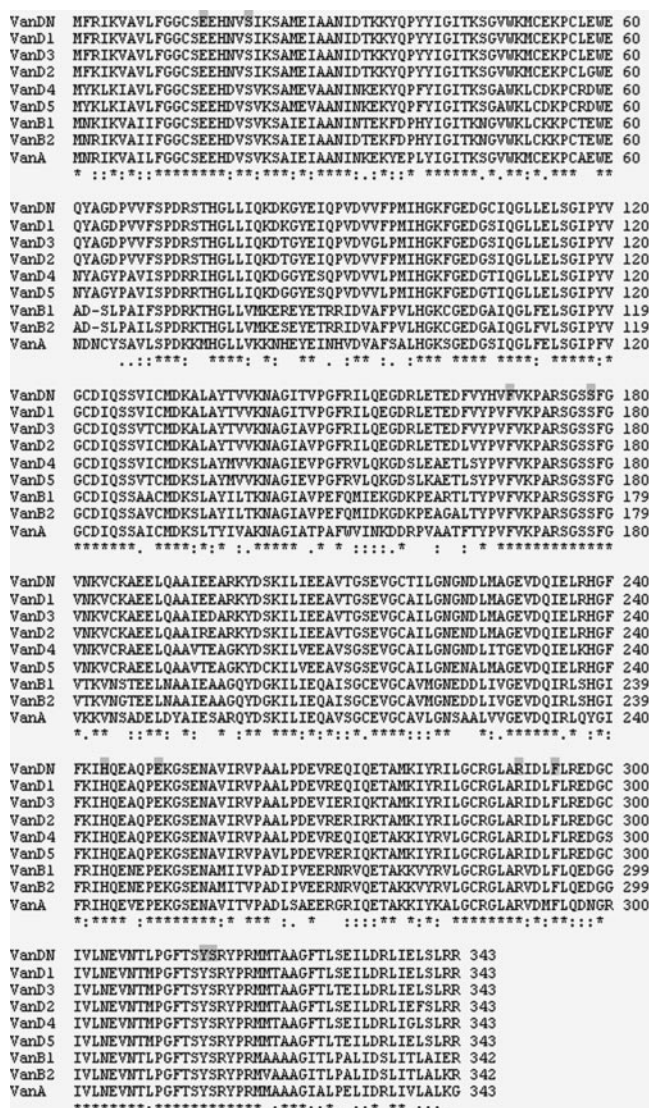 VanDN MFRIKVAVLFGGCSEEHNVSIKSAMEIAANIDTKKYQPYYIGITKSGVWKMCEKPCLEWE 60
VanD1 MFRIKVAVLFGGCSEEHNVSIKSAMEIAANIDTKKYQPYYIGITKSGVWKMCEKPCLEWE 60
VanD3 MFRIKVAVLFGGCSEEHNVSIKSAMEIAANIDTKKYQPYYIGITKSGVWKMCEKPCLEWE 60
VanD2 MFKIKVAVLFGGCSEEHNVSIKSAMEIAANIDTKKYQPYYIGITKSGVWKMCEKPCLGWE 60
VanD4 MYKLKIAVLFGGCSEEHDVSVKSAMEVAANINKEKYQPFYIGITKSGAWKLCDKPCRDWE 60
VanD5 MYKLKIAVLFGGCSEEHDVSVKSAMEVAANINKEKYQPFYIGITKSGAWKLCDKPCRDWE 60
VanB1 MNKIKVAIIFGGCSEEHDVSVKSAIEIAANINTEKFDPHYIGITKNGVWKLCKKPCTEWE 60
VanB2 MNRIKVAIIFGGCSEEHDVSVKSAIEIAANIDTEKFDPHYIGITKNGVWKLCKKPCTEWE 60
VanA MNRIKVAILFGGCSEEHDVSVKSAIEIAANINKEKYEPLYIGITKSGVWKMCEKPCAEWE 60
* ::*:*::********:**:***:*:****:.:*::* ******.*.**:*.*** **
VanDN QYAGDPVVFSPDRSTHGLLIQKDKGYEIQPVDVVFPMIHGKFGEDGCIQGLLELSGIPYV 120
VanD1 QYAGDPVVFSPDRSTHGLLIQKDKGYEIQPVDVVFPMIHGKFGEDGSIQGLLELSGIPYV 120
VanD3 QYAGDPVVFSPDRSTHGLLIQKDTGYEIQPVDVGLPMIHGKFGEDGSIQGLLELSGIPYV 120
VanD2 QYAGDPVVFSPDRSTHGLLIQKDTGYEIQPVDVVFPMIHGKFGEDGSIQGLLELSGIPYV 120
VanD4 NYAGYPAVISPDRRIHGLLIQKDGGYESQPVDVVLPMIHGKFGEDGTIQGLLELSGIPYV 120
VanD5 NYAGYPAVISPDRRTHGLLIQKDGGYESQPVDVVLPMIHGKFGEDGTIQGLLELSGIPYV 120
VanB1 AD-SLPAIFSPDRKTHGLLVMKEREYETRRIDVAFPVLHGKCGEDGAIQGLFELSGIPYV 119
VanB2 AD-SLPAILSPDRKTHGLLVMKESEYETRRIDVAFPVLHGKCGEDGAIQGLFVLSGIPYV 119
VanA NDNCYSAVLSPDKKMHGLLVKKNHEYEINHVDVAFSALHGKSGEDGSIQGLFELSGIPFV 120
..::***: ****: *: ** . :** :. :*** **** ****: *****:*
VanDN GCDIQSSVICMDKALAYTVVKNAGITVPGFRILQEGDRLETEDFVYHVFVKPARSGSSFG 180
VanD1 GCDIQSSVICMDKALAYTVVKNAGITVPGFRILQEGDRLETEDFVYPVFVKPARSGSSFG 180
VanD3 GCDIQSSVTCMDKALAYTVVKNAGIAVPGFRILQEGDRLETEDFVYPVFVKPARSGSSFG 180
VanD2 GCDIQSSVICMDKALTYTVVKNAGIAVPGFRILQEGDRLETEDLVYPVFVKPARSGSSFG 180
VanD4 GCDIQSSVICMDKSLAYMVVKNAGIEVPGFRVLQKGDSLEAETLSYPVFVKPARSGSSFG 180
VanD5 GCDIQSSVTCMDKSLAYMVVKNAGIEVPGFRVLQKGDSLKAETLSYPVFVKPARSGSSFG 180
VanB1 GCDIQSSAACMDKSLAYILTKNAGIAVPEFQMIEKGDKPEARTLTYPVFVKPARSGSSFG 179
VanB2 GCDIQSSAVCMDKSLAYILTKNAGIAVPEFQMIDKGDKPEAGALTYPVFVKPARSGSSFG 179
VanA GCDIQSSAICMDKSLTYIVAKNAGIATPAFWVINKDDRPVAATFTYPVFVKPARSGSSFG 180
*******. ****:*:* :.***** .* * ::::.* : : * *************
VanDN VNKVCKAEELQAAIEEARKYDSKILIEEAVTGSEVGCTILGNGNDLMAGEVDQIELRHGF 240
VanD1 VNKVCKAEELQAAIEEARKYDSKILIEEAVTGSEVGCAILGNGNDLMAGEVDQIELRHGF 240
VanD3 VNKVCKAEELQAAIEDARKYDSKILIEEAVTGSEVGCAILGNGNDLMAGEVDQIELRHGF 240
VanD2 VNKVCKAEELQAAIREARKYDSKILIEEAVTGSEVGCAILGNENDLMAGEVDQIELRHGF 240
VanD4 VNKVCRAEELQAAVTEAGKYDSKILVEEAVSGSEVGCAILGNGNDLITGEVDQIELKHGF 240
VanD5 VNKVCRAEELQAAVTEAGKYDCKILVEEAVSGSEVGCAILGNENALMAGEVDQIELRHGF 240
VanB1 VTKVNSTEELNAAIEAAGQYDGKILIEQAISGCEVGCAVMGNEDDLIVGEVDQIRLSHGI 239
VanB2 VTKVNGTEELNAAIEAAGQYDGKILIEQAISGCEVGCAVMGNEDDLIVGEVDQIRLSHGI 239
VanA VKKVNSADELDYAIESARQYDSKILIEQAVSGCEVGCAVLGNSAALVVGEVDQIRLQYGI 240
*.** ::**: *: * :** ***:*:*::*.****:::** *:.******.* :*:
VanDN FKIHQEAQPEKGSENAVIRVPAALPDEVREQIQETAMKIYRILGCRGLARIDLFLREDGC 300
VanD1 FKIHQEAQPEKGSENAVIRVPAALPDEVREQIQETAMKIYRILGCRGLARIDLFLREDGC 300
VanD3 FKIHQEAQPEKGSENAVIRVPAALPDEVIERIQKTAMKIYRILGCRGLARIDLFLREDGC 300
VanD2 FKIHQEAQPEKGSENAVIRVPAALPDEVRERIRKTAMKIYRILGCRGLARIDLFLREDGC 300
VanD4 FKIHQEAQPEKGSENAVIRVPAALPDEVREQIQETAKKIYRVLGCRGLARIDLFLREDGS 300
VanD5 FKIHQEAQPEKGSENAVIRVPAVLPDEVRERIQKTAMKIYRILGCRGLARIDLFLREDGC 300
VanB1 FRIHQENEPEKGSENAMIIVPADIPVEERNRVQETAKKVYRVLGCRGLARVDLFLQEDGG 299
VanB2 FRIHQENEPEKGSENAMITVPADIPVEERNRVQETAKKVYRVLGCRGLARVDLFLQEDGG 299
VanA FRIHQEVEPEKGSENAVITVPADLSAEERGRIQETAKKIYKALGCRGLARVDMFLQDNGR 300
*:**** :********:* *** :. * ::::** *:*: ********:*:**:::*
VanDN IVLNEVNTLPGFTSYSRYPRMMTAAGFTLSEILDRLIELSLRR 343
VanD1 IVLNEVNTMPGFTSYSRYPRMMTAAGFTLSEILDRLIELSLRR 343
VanD3 IVLNEVNTMPGFTSYSRYPRMMTAAGFTLTEILDRLIELSLRR 343
VanD2 IVLNEVNTMPGFTSYSRYPRMMTAAGFTLSEILDRLIEFSLRR 343
VanD4 IVLNEVNTMPGFTSYSRYPRMMTAAGFTLSEILDRLIGLSLRR 343
VanD5 IVLNEVNTMPGFTSYSRYPRMMTAAGFTLTEILDRLIELSLRR 343
VanB1 IVLNEVNTLPGFTSYSRYPRMAAAAGITLPALIDSLITLAIER 342
VanB2 IVLNEVNTLPGFTSYSRYPRMVAAAGITLPALIDSLITLALKR 342
VanA IVLNEVNTMPGFTSYSRYPRMMAAAGIALPELIDRLIVLALKG 343